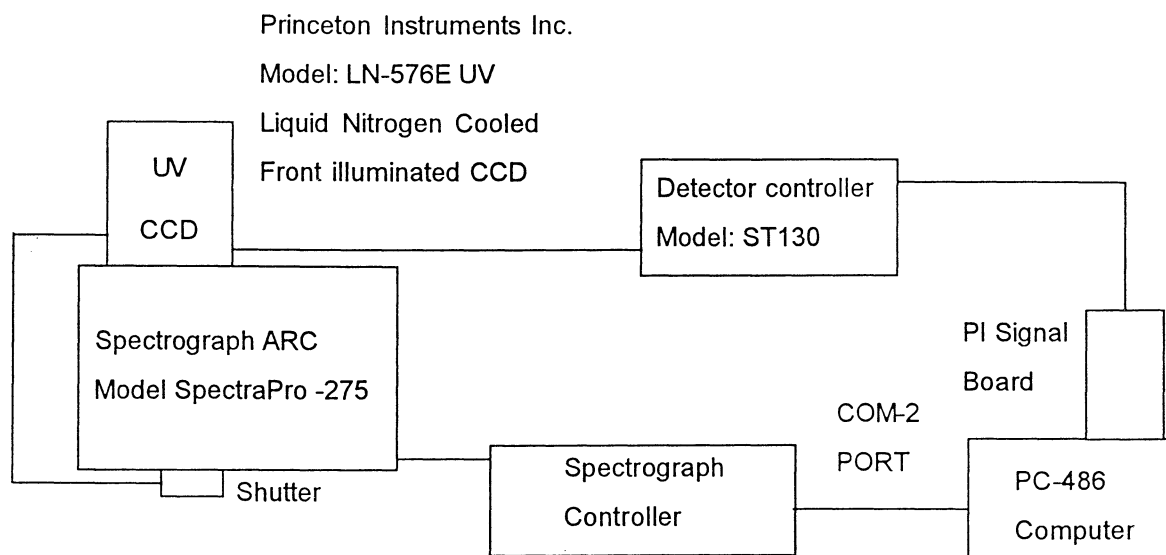 Princeton Instruments Inc.
Model: LN-576E UV
Liquid Nitrogen Cooled
Front illuminated CCD
UV
CCD
Detector controller
Model: ST130
Spectrograph ARC
Model SpectraPro -275
PI Signal
Board
COM-2
PORT
Shutter
Spectrograph
Controller
PC-486
Computer